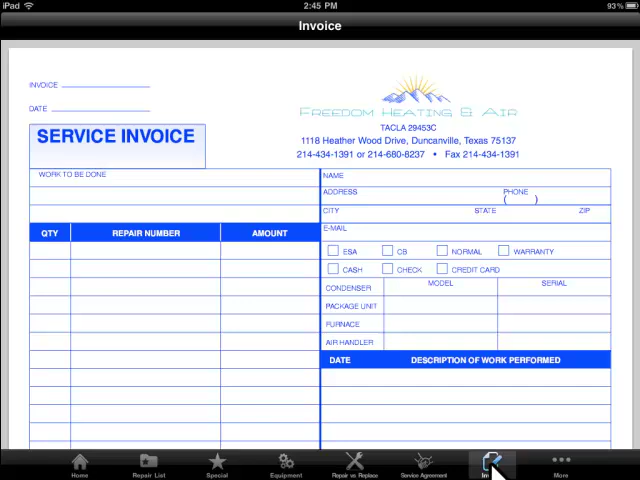 iPad 2:45 PM 93%
Invoice
INVOICE
DATE
SERVICE INVOICE
FREEDOM HEATING & AIR
TACLA 29453C
1118 Heather Wood Drive, Duncanville, Texas 75137
214-434-1391 or 214-680-8237 • Fax 214-434-1391
WORK TO BE DONE
NAME
ADDRESS PHONE
( )
CITY STATE ZIP
E-MAIL
QTY REPAIR NUMBER AMOUNT
ESA CB NORMAL WARRANTY
CASH CHECK CREDIT CARD
MODEL SERIAL
CONDENSER
PACKAGE UNIT
FURNACE
AIR HANDLER
DATE DESCRIPTION OF WORK PERFORMED
Home Repair List Special Equipment Repair vs Replace Service Agreement More